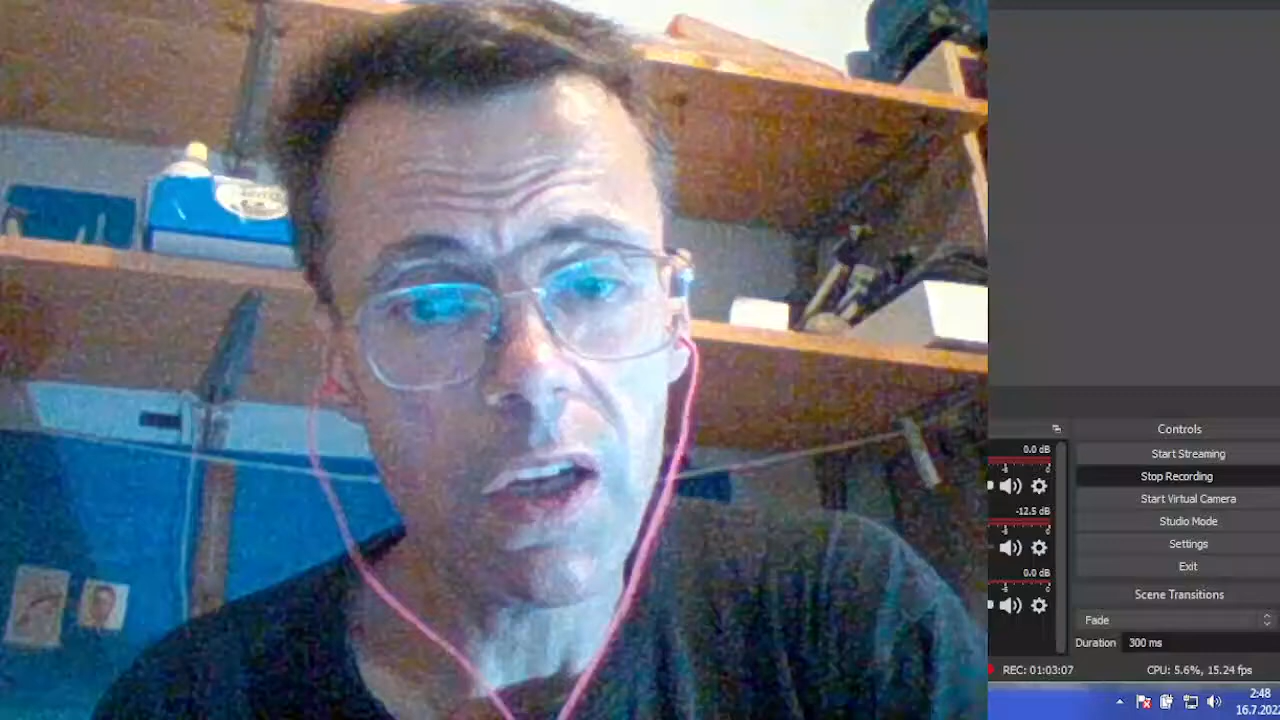 Controls
0.0 dB
Start Streaming
Stop Recording
Start Virtual Camera
-12.5 dB
Studio Mode
Settings
0.0 dB
Exit
Scene Transitions
Fade
Duration 300 ms
REC: 01:03:07 CPU: 5.6%, 15.24 fps
2:48
16.7.202